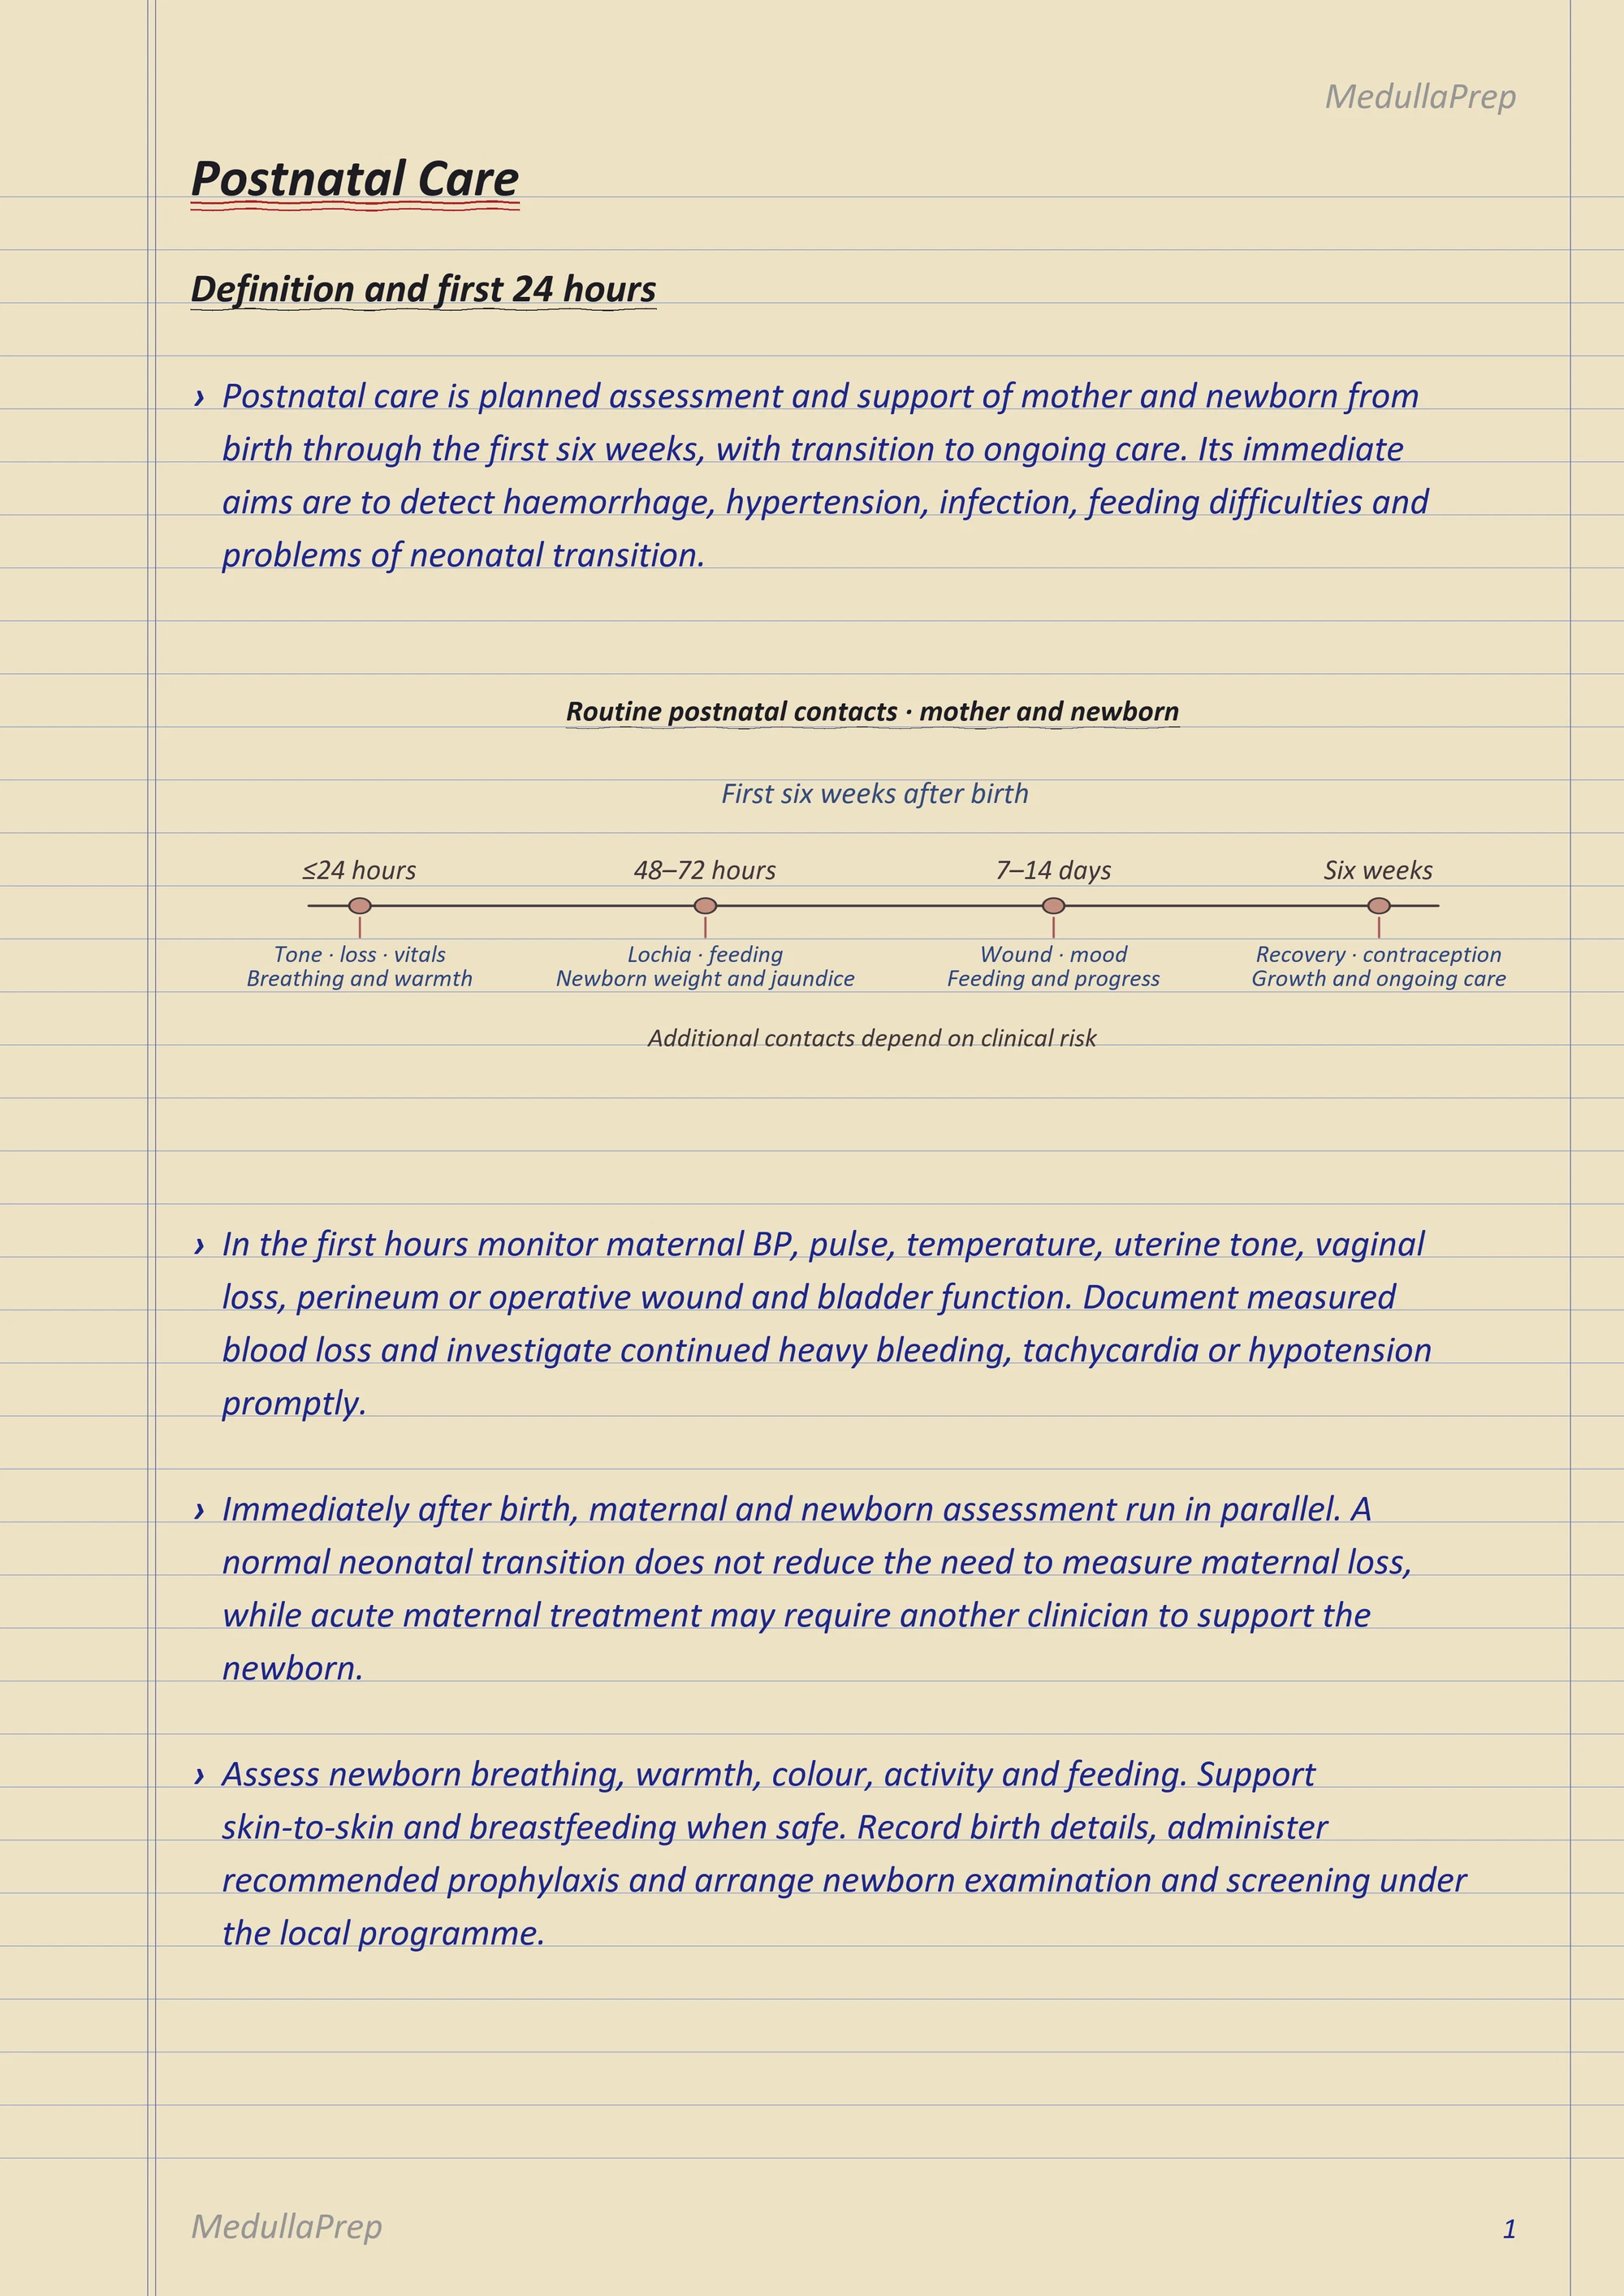 MedullaPrep
Postnatal Care
Definition and first 24 hours
› Postnatal care is planned assessment and support of mother and newborn from
birth through the first six weeks, with transition to ongoing care. Its immediate
aims are to detect haemorrhage, hypertension, infection, feeding difficulties and
problems of neonatal transition.
Routine postnatal contacts · mother and newborn
First six weeks after birth
≤24 hours 48–72 hours 7–14 days Six weeks
Tone · loss · vitals Lochia · feeding Wound · mood Recovery · contraception
Breathing and warmth Newborn weight and jaundice Feeding and progress Growth and ongoing care
Additional contacts depend on clinical risk
› In the first hours monitor maternal BP, pulse, temperature, uterine tone, vaginal
loss, perineum or operative wound and bladder function. Document measured
blood loss and investigate continued heavy bleeding, tachycardia or hypotension
promptly.
› Immediately after birth, maternal and newborn assessment run in parallel. A
normal neonatal transition does not reduce the need to measure maternal loss,
while acute maternal treatment may require another clinician to support the
newborn.
› Assess newborn breathing, warmth, colour, activity and feeding. Support
skin-to-skin and breastfeeding when safe. Record birth details, administer
recommended prophylaxis and arrange newborn examination and screening under
the local programme.
MedullaPrep 1